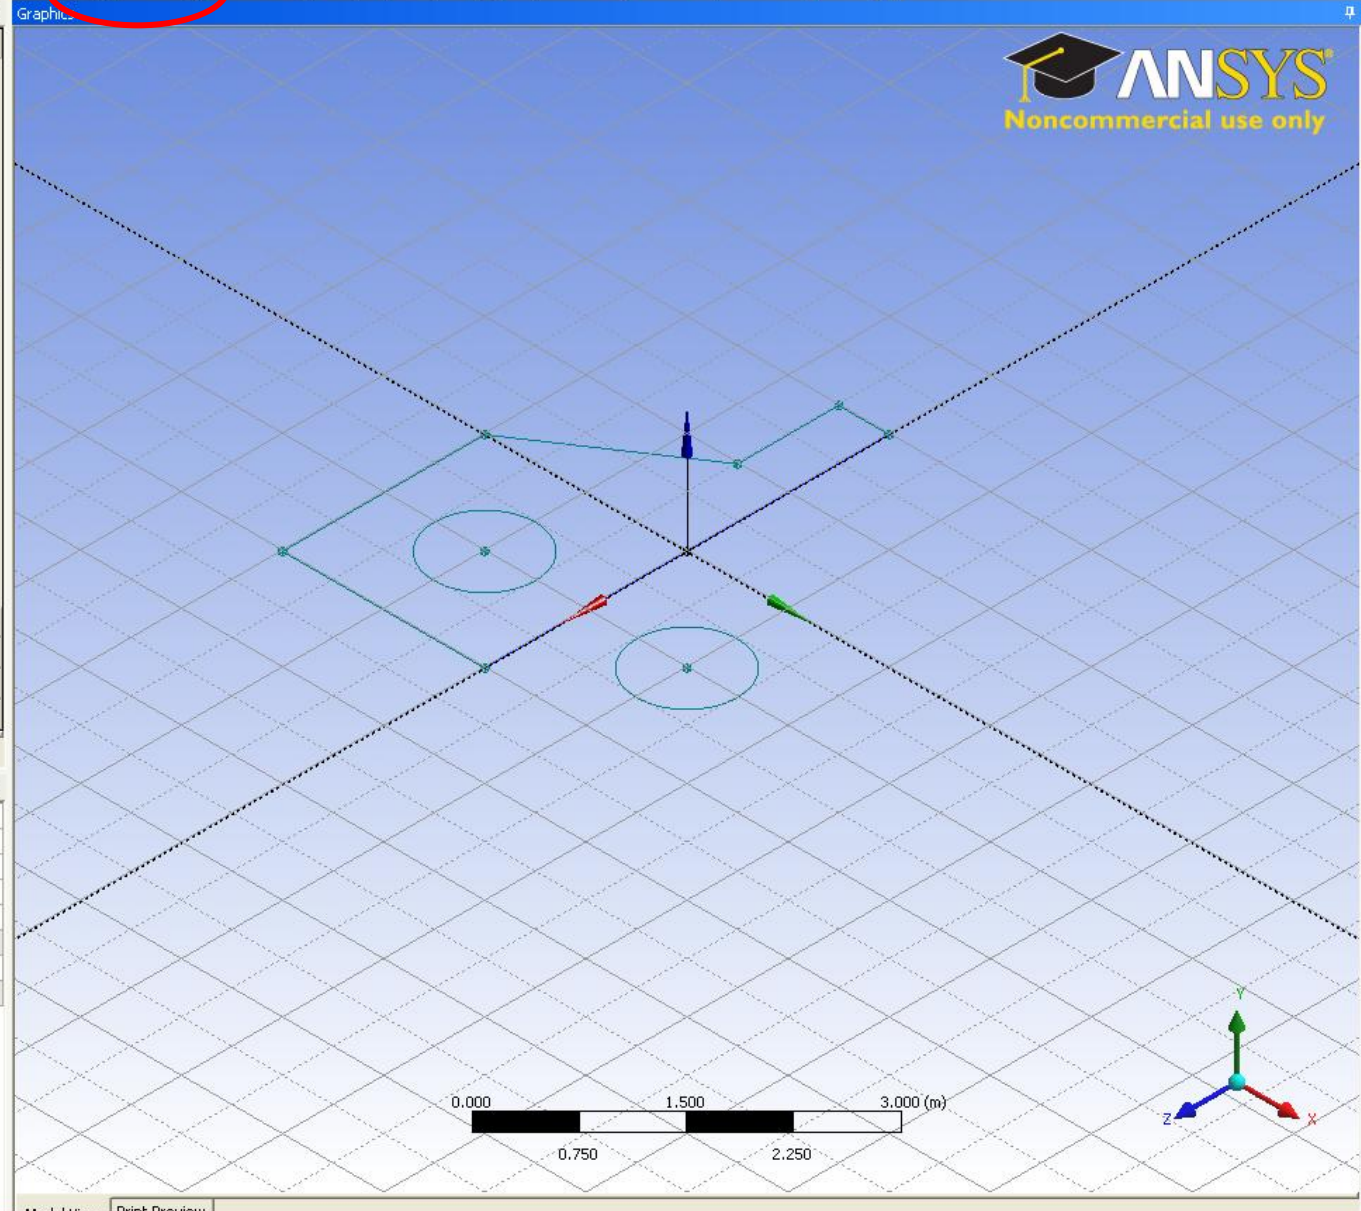 Graphics
ANSYS
Noncommercial use only
Y
0.000 1.500 3.000 (m)
Z X
0.750 2.250
Print Preview